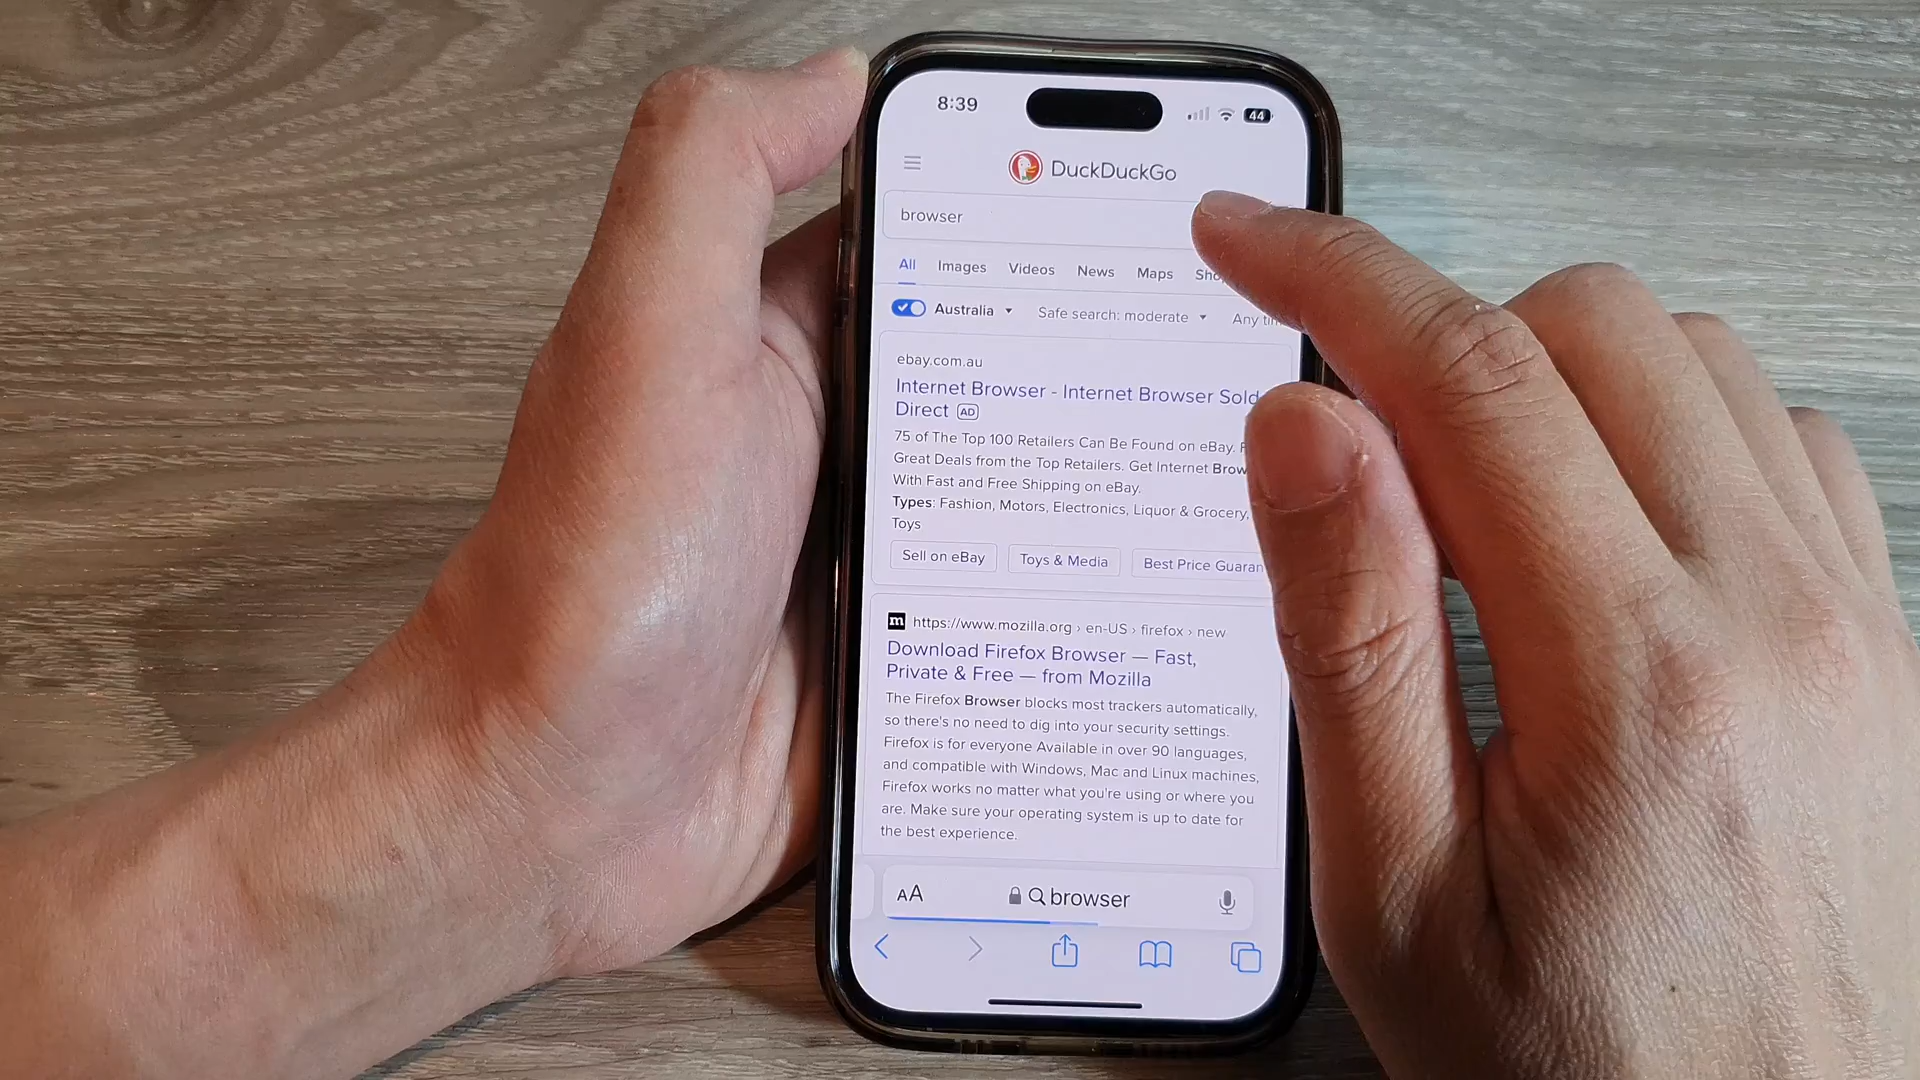 8:39
44
DuckDuckGo
browser
All Images Videos News Maps
Australia Safe search: moderate Any
ebay.com.au
Internet Browser - Internet Browser Sold
Direct AD
75 of The Top 100 Retailers Can Be Found on eBay.
Great Deals from the Top Retailers. Get Internet
With Fast and Free Shipping on eBay.
Types: Fashion, Motors, Electronics, Liquor & Grocery,
Toys
Sell on eBay Toys & Media Best Price
m https://www.mozilla.org › en-US › firefox › new
Download Firefox Browser — Fast,
Private & Free — from Mozilla
The Firefox Browser blocks most trackers automatically,
so there's no need to dig into your security settings.
Firefox is for everyone Available in over 90 languages,
and compatible with Windows, Mac and Linux machines,
Firefox works no matter what you're using or where you
are. Make sure your operating system is up to date for
the best experience.
AA browser